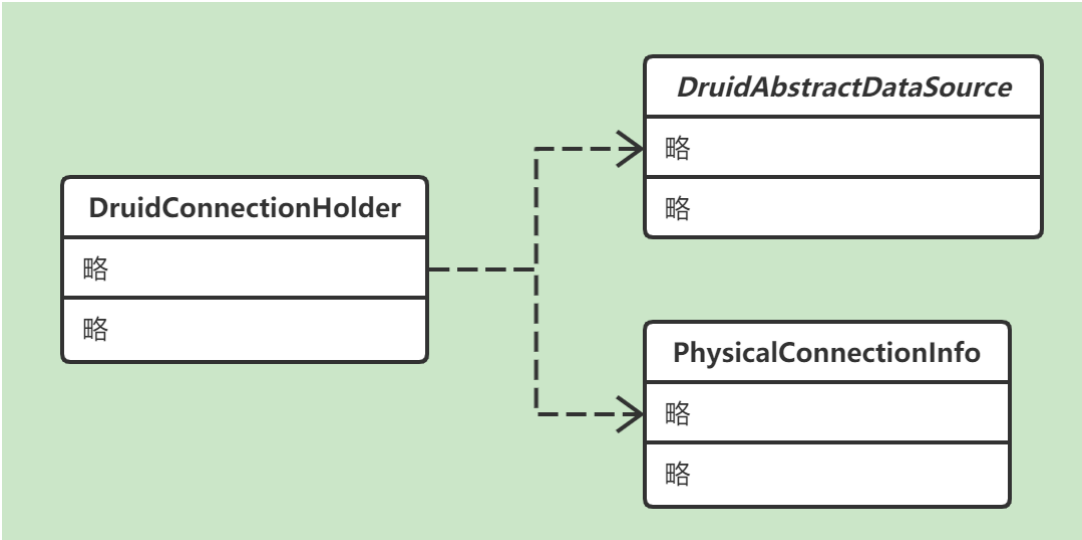 DruidConnectionHolder
略
略
DruidAbstractDataSource
略
略
PhysicalConnectionInfo
略
略